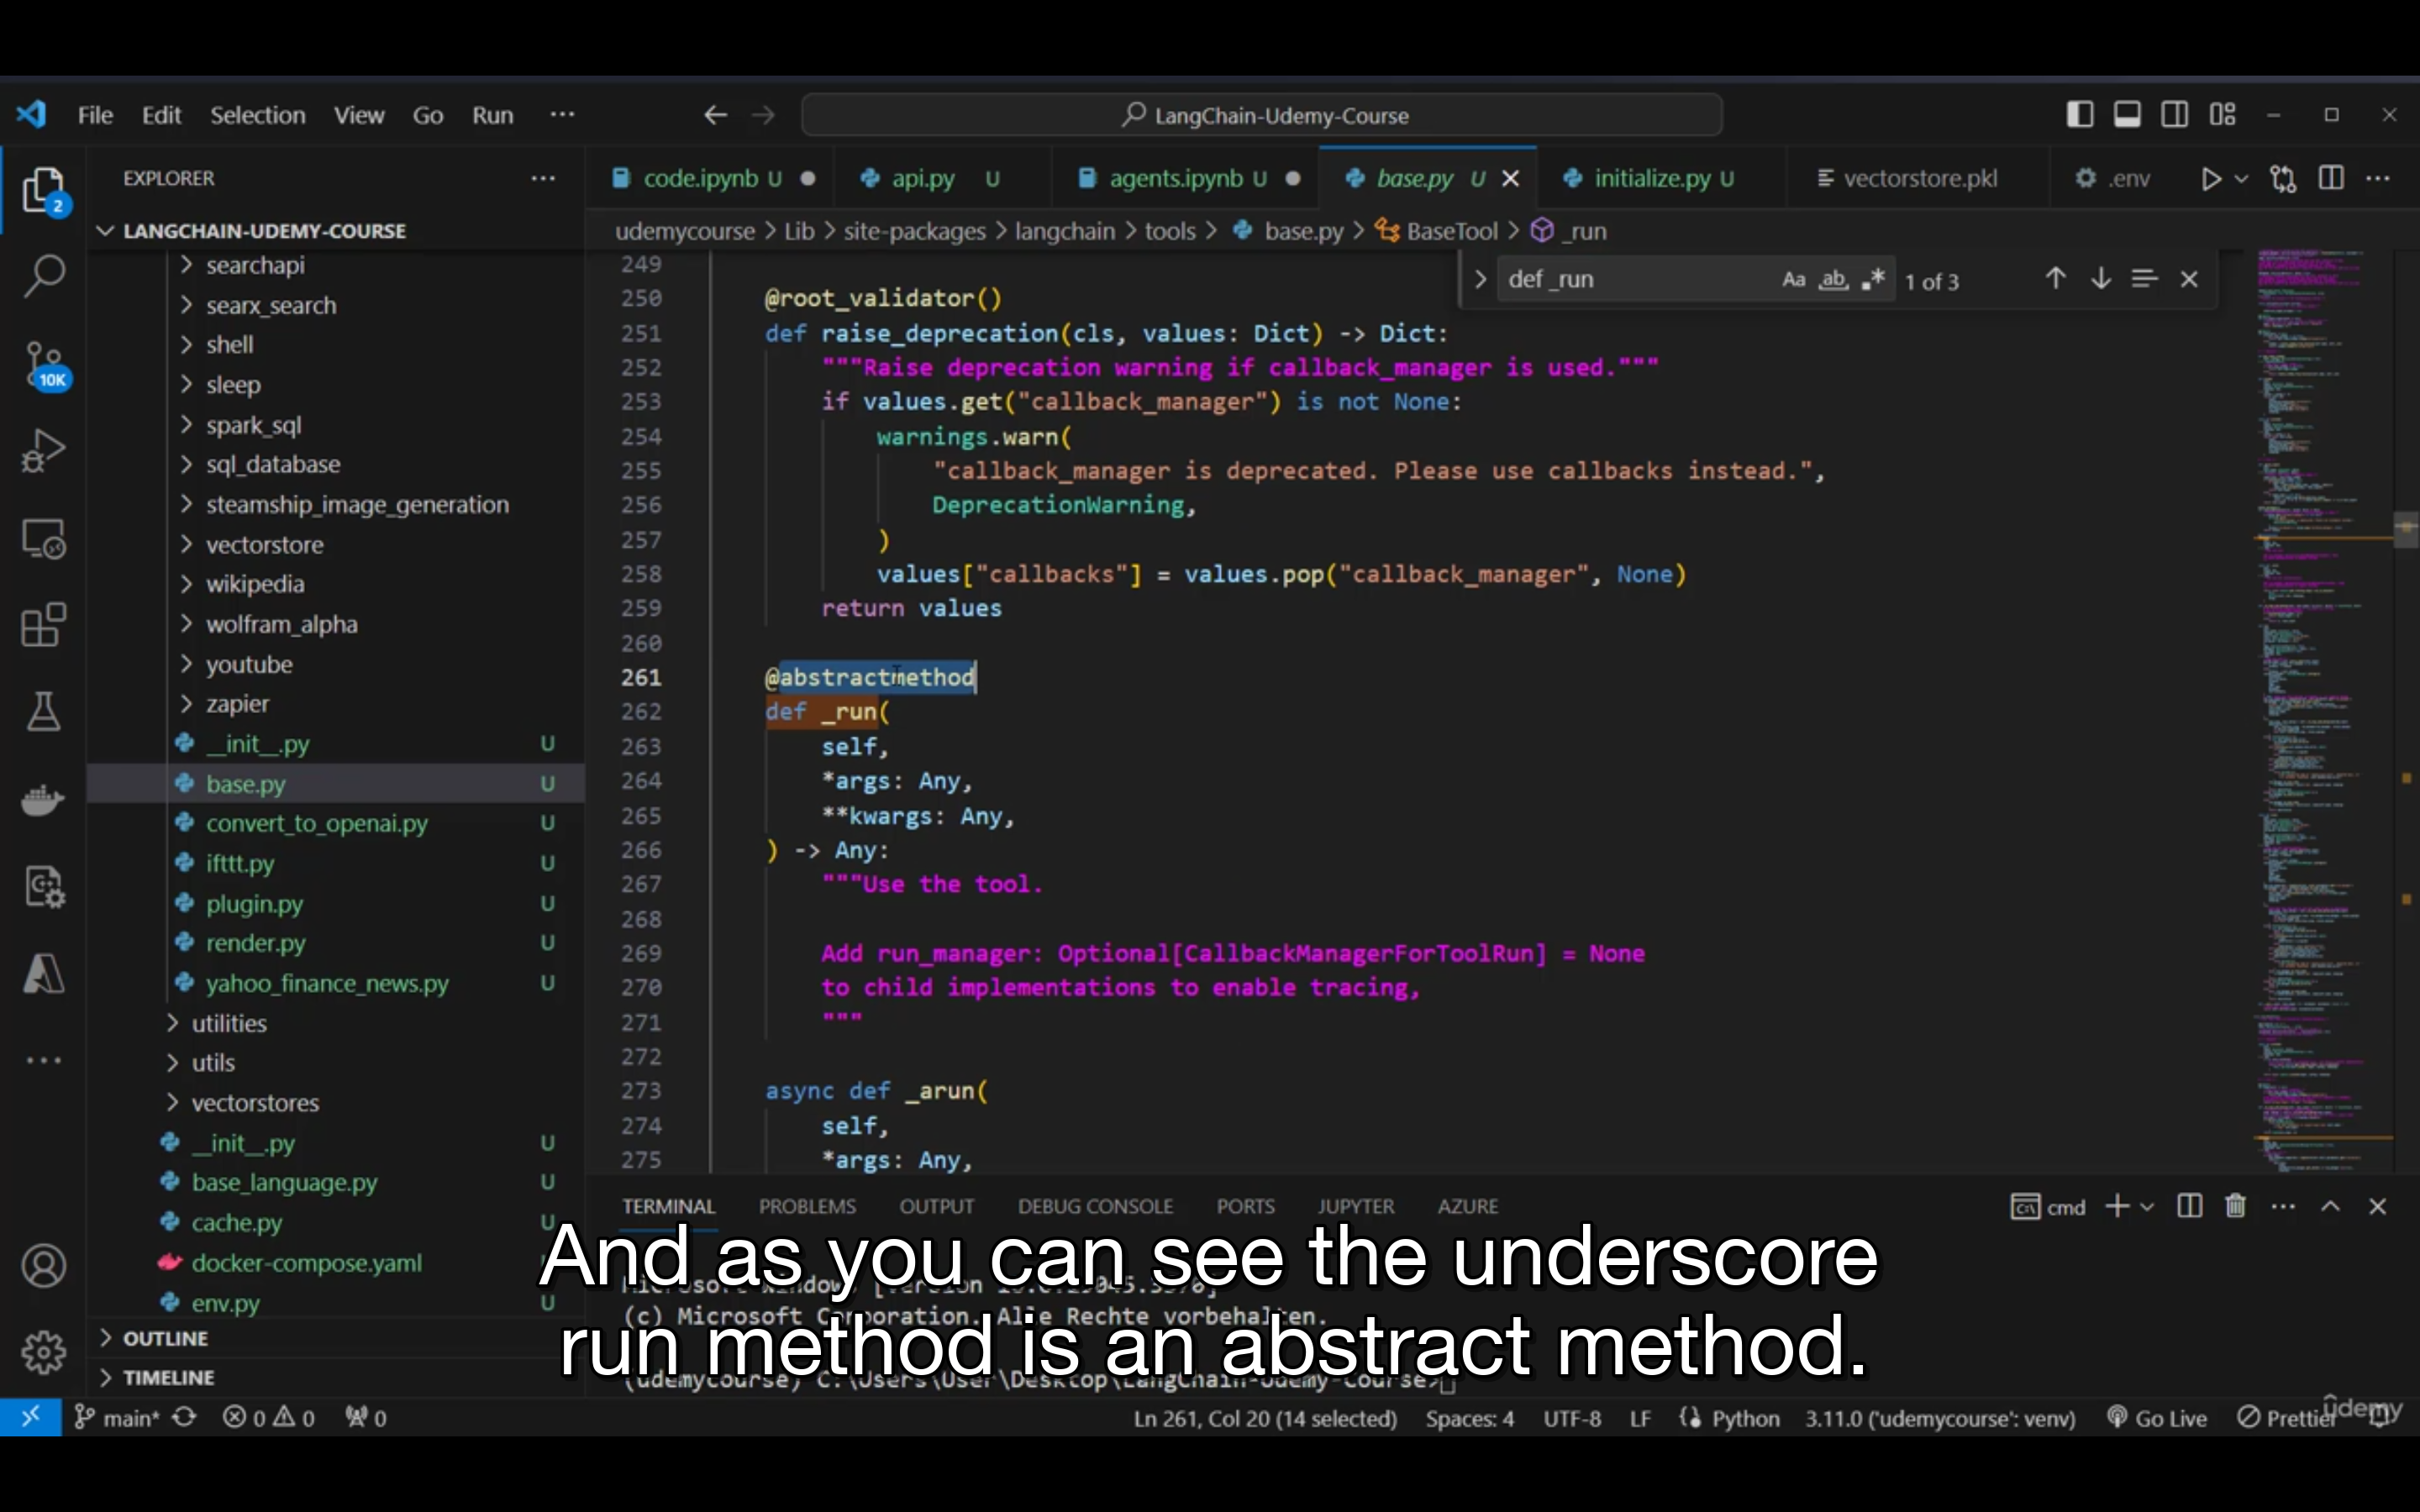 File Edit Selection View Go Run ···
LangChain-Udemy-Course
EXPLORER
code.ipynb U
api.py U
agents.ipynb U
base.py U
initialize.py U
vectorstore.pkl
.env
2
LANGCHAIN-UDEMY-COURSE
udemycourse > Lib > site-packages > langchain > tools > base.py > BaseTool > _run
def _run
Aa ab 1 of 3
searchapi
searx_search
shell
sleep
spark_sql
sql_database
steamship_image_generation
vectorstore
wikipedia
wolfram_alpha
youtube
zapier
__init__.py U
base.py U
convert_to_openai.py U
ifttt.py U
plugin.py U
render.py U
yahoo_finance_news.py U
utilities
utils
vectorstores
__init__.py U
base_language.py U
cache.py U
docker-compose.yaml
env.py U
OUTLINE
TIMELINE
10K
249
250 @root_validator()
251 def raise_deprecation(cls, values: Dict) -> Dict:
252 """Raise deprecation warning if callback_manager is used."""
253 if values.get("callback_manager") is not None:
254 warnings.warn(
255 "callback_manager is deprecated. Please use callbacks instead.",
256 DeprecationWarning,
257 )
258 values["callbacks"] = values.pop("callback_manager", None)
259 return values
260
261 @abstractmethod
262 def _run(
263 self,
264 *args: Any,
265 **kwargs: Any,
266 ) -> Any:
267 """Use the tool.
268
269 Add run_manager: Optional[CallbackManagerForToolRun] = None
270 to child implementations to enable tracing,
271 """
272
273 async def _arun(
274 self,
275 *args: Any,
TERMINAL PROBLEMS OUTPUT DEBUG CONSOLE PORTS JUPYTER AZURE
cmd
And as you can see the underscore
run method is an abstract method.
(c) Microsoft Corporation. Alle Rechte vorbehalten.
(udemycourse) C:\Users\User\Desktop\LangChain-Udemy-Course>
main* 0 0 0
Ln 261, Col 20 (14 selected) Spaces: 4 UTF-8 LF Python 3.11.0 ('udemycourse': venv) Go Live Prettier
udemy